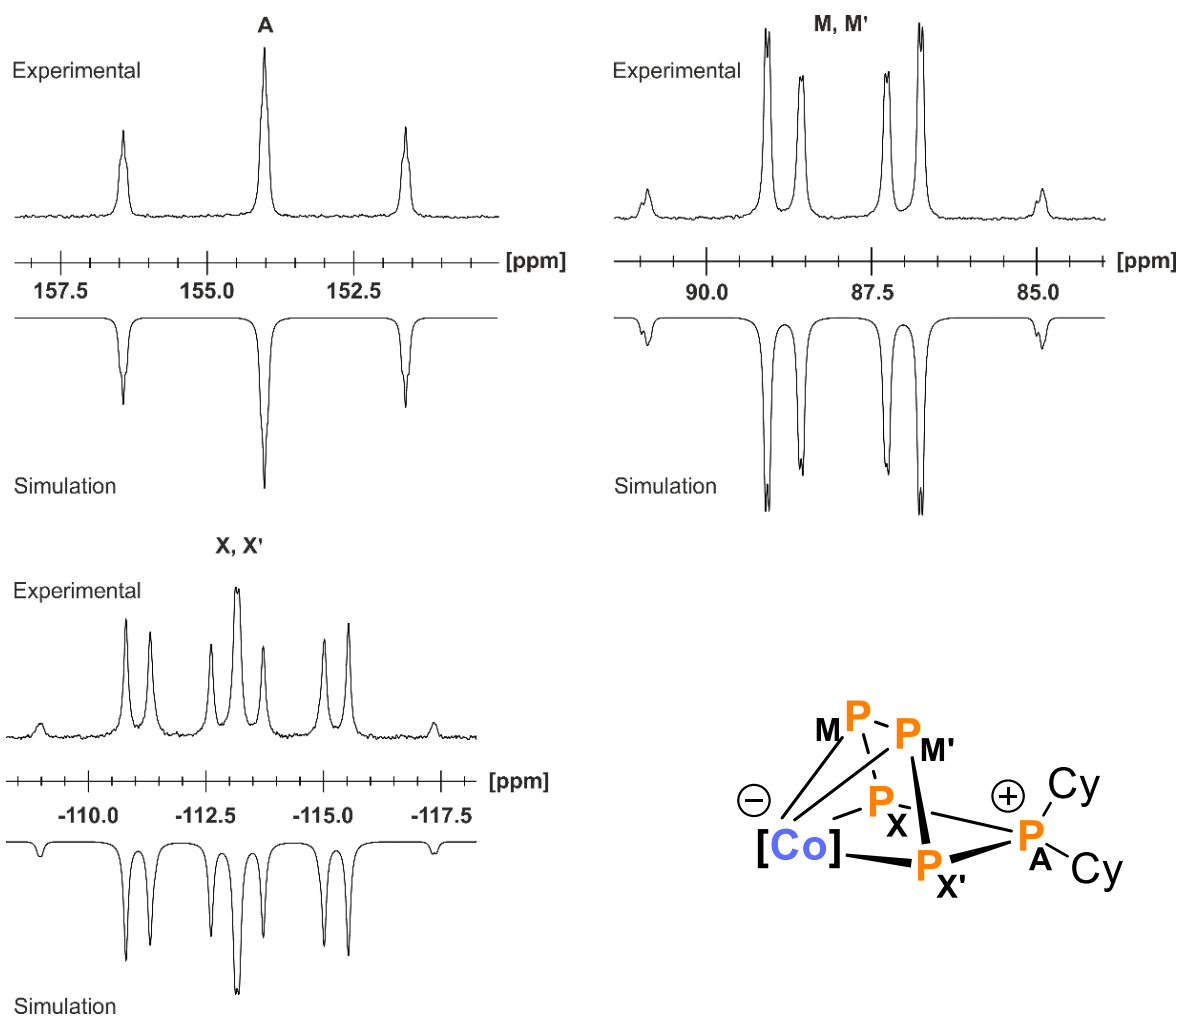 A
Experimental
[ppm]
157.5 155.0 152.5
Simulation
M, M'
Experimental
[ppm]
90.0 87.5 85.0
Simulation
X, X'
Experimental
[ppm]
-110.0 -112.5 -115.0 -117.5
Simulation
P P
M M'
− + Cy
P
X
[Co] P P
X' A Cy